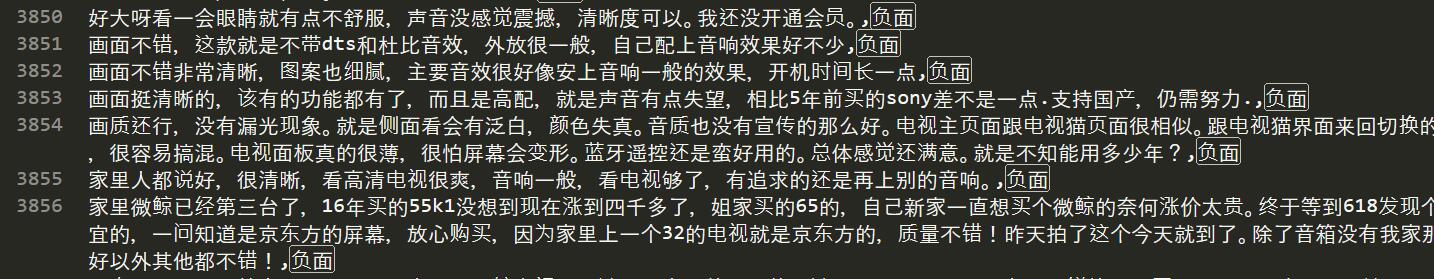 3850 好大呀看一会眼睛就有点不舒服，声音没感觉震撼，清晰度可以。我还没开通会员。,负面
3851 画面不错，这款就是不带dts和杜比音效，外放很一般，自己配上音响效果好不少,负面
3852 画面不错非常清晰，图案也细腻，主要音效很好像安上音响一般的效果，开机时间长一点,负面
3853 画面挺清晰的，该有的功能都有了，而且是高配，就是声音有点失望，相比5年前买的sony差不是一点.支持国产，仍需努力.,负面
3854 画质还行，没有漏光现象。就是侧面看会有泛白，颜色失真。音质也没有宣传的那么好。电视主页面跟电视猫页面很相似。跟电视猫界面来回切换的
，很容易搞混。电视面板真的很薄，很怕屏幕会变形。蓝牙遥控还是蛮好用的。总体感觉还满意。就是不知能用多少年？,负面
3855 家里人都说好，很清晰，看高清电视很爽，音响一般，看电视够了，有追求的还是再上别的音响。,负面
3856 家里微鲸已经第三台了，16年买的55k1没想到现在涨到四千多了，姐家买的65的，自己新家一直想买个微鲸的奈何涨价太贵。终于等到618发现个
宜的，一问知道是京东方的屏幕，放心购买，因为家里上一个32的电视就是京东方的，质量不错！昨天拍了这个今天就到了。除了音箱没有我家那
好以外其他都不错！,负面